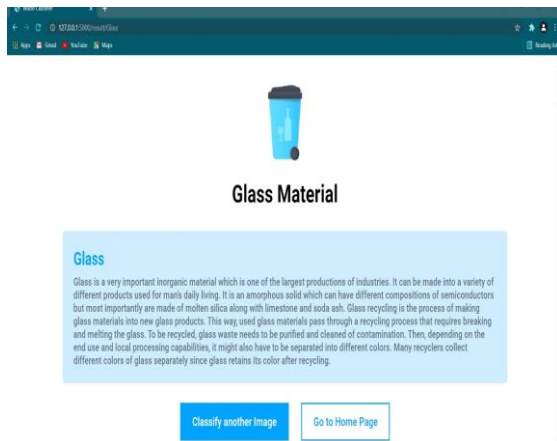 Waste Classifier
127.0.0.1:5000/result/Glass
Apps Gmail YouTube Maps Reading list
Glass Material
Glass
Glass is a very important inorganic material which is one of the largest productions of industries. It can be made into a variety of
different products used for man's daily living. It is an amorphous solid which can have different compositions of semiconductors
but most importantly are made of molten silica along with limestone and soda ash. Glass recycling is the process of making
glass materials into new glass products. This way, used glass materials pass through a recycling process that requires breaking
and melting the glass. To be recycled, glass waste needs to be purified and cleaned of contamination. Then, depending on the
end use and local processing capabilities, it might also have to be separated into different colors. Many recyclers collect
different colors of glass separately since glass retains its color after recycling.
Classify another Image Go to Home Page